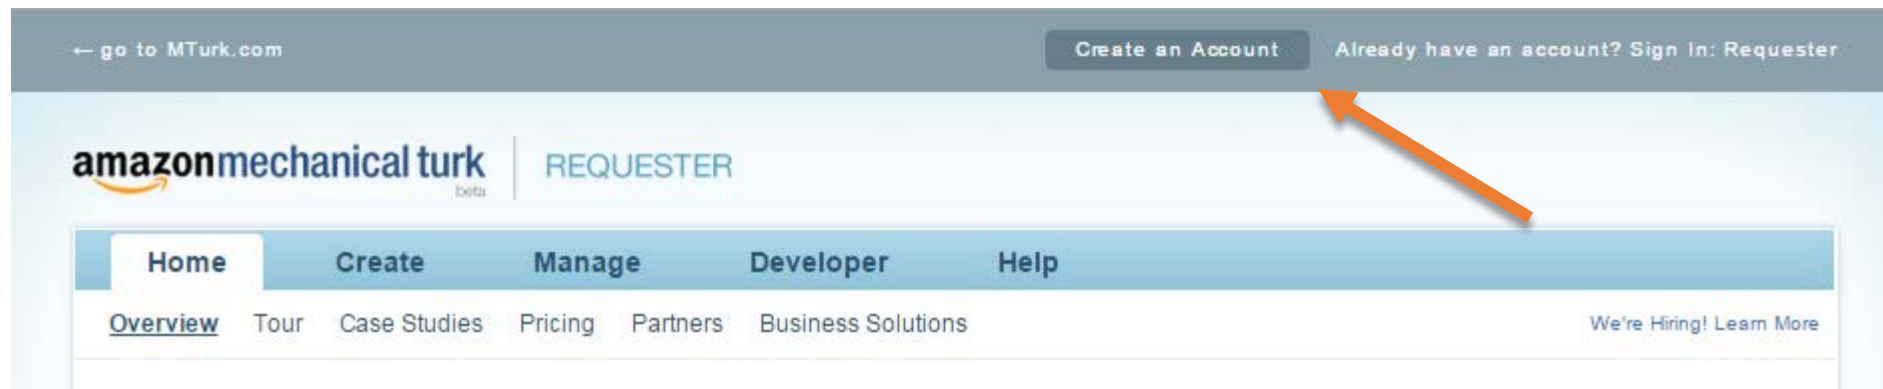 ← go to MTurk.com Create an Account Already have an account? Sign In: Requester
amazonmechanical turk REQUESTER
beta
Home Create Manage Developer Help
Overview Tour Case Studies Pricing Partners Business Solutions We're Hiring! Learn More